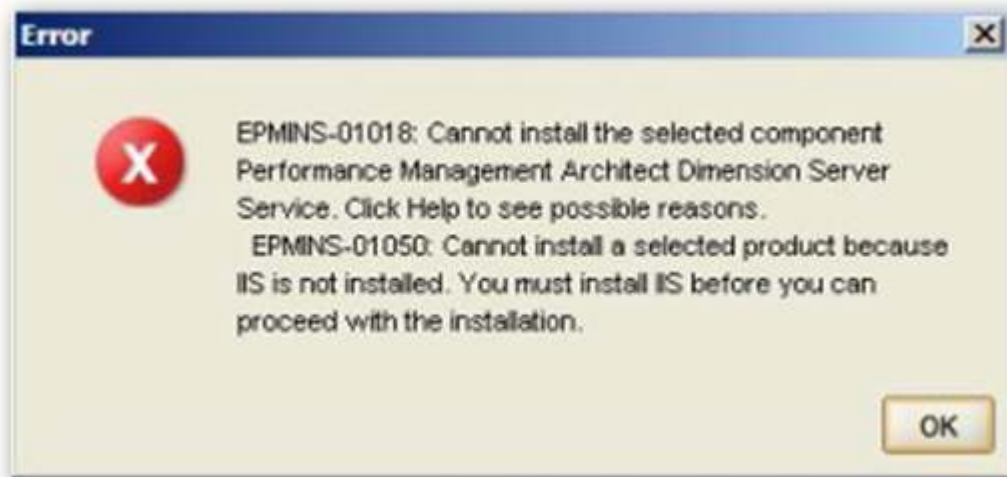 Error
EPMINS-01018: Cannot install the selected component
Performance Management Architect Dimension Server
Service. Click Help to see possible reasons.
EPMINS-01050: Cannot install a selected product because
IIS is not installed. You must install IIS before you can
proceed with the installation.
OK